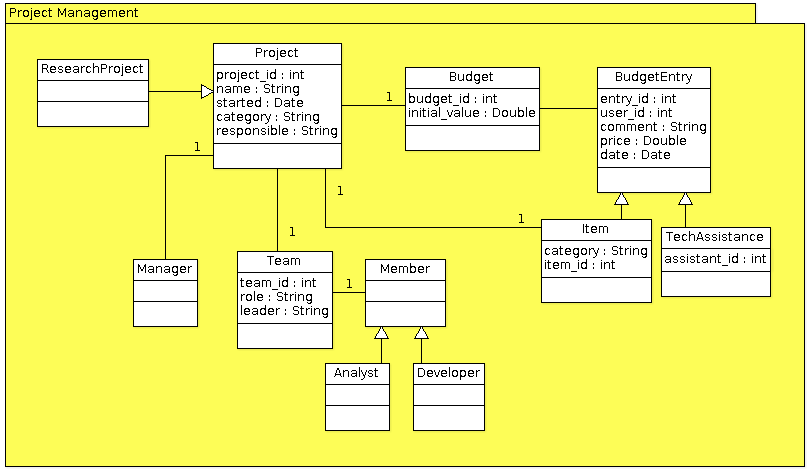 Project Management
ResearchProject
Project
project_id : int
name : String
started : Date
category : String
responsible : String
1
Budget
budget_id : int
initial_value : Double
BudgetEntry
entry_id : int
user_id : int
comment : String
price : Double
date : Date
1
1
1
1
Manager
Team
team_id : int
role : String
leader : String
1
Member
Item
category : String
item_id : int
TechAssistance
assistant_id : int
Analyst
Developer